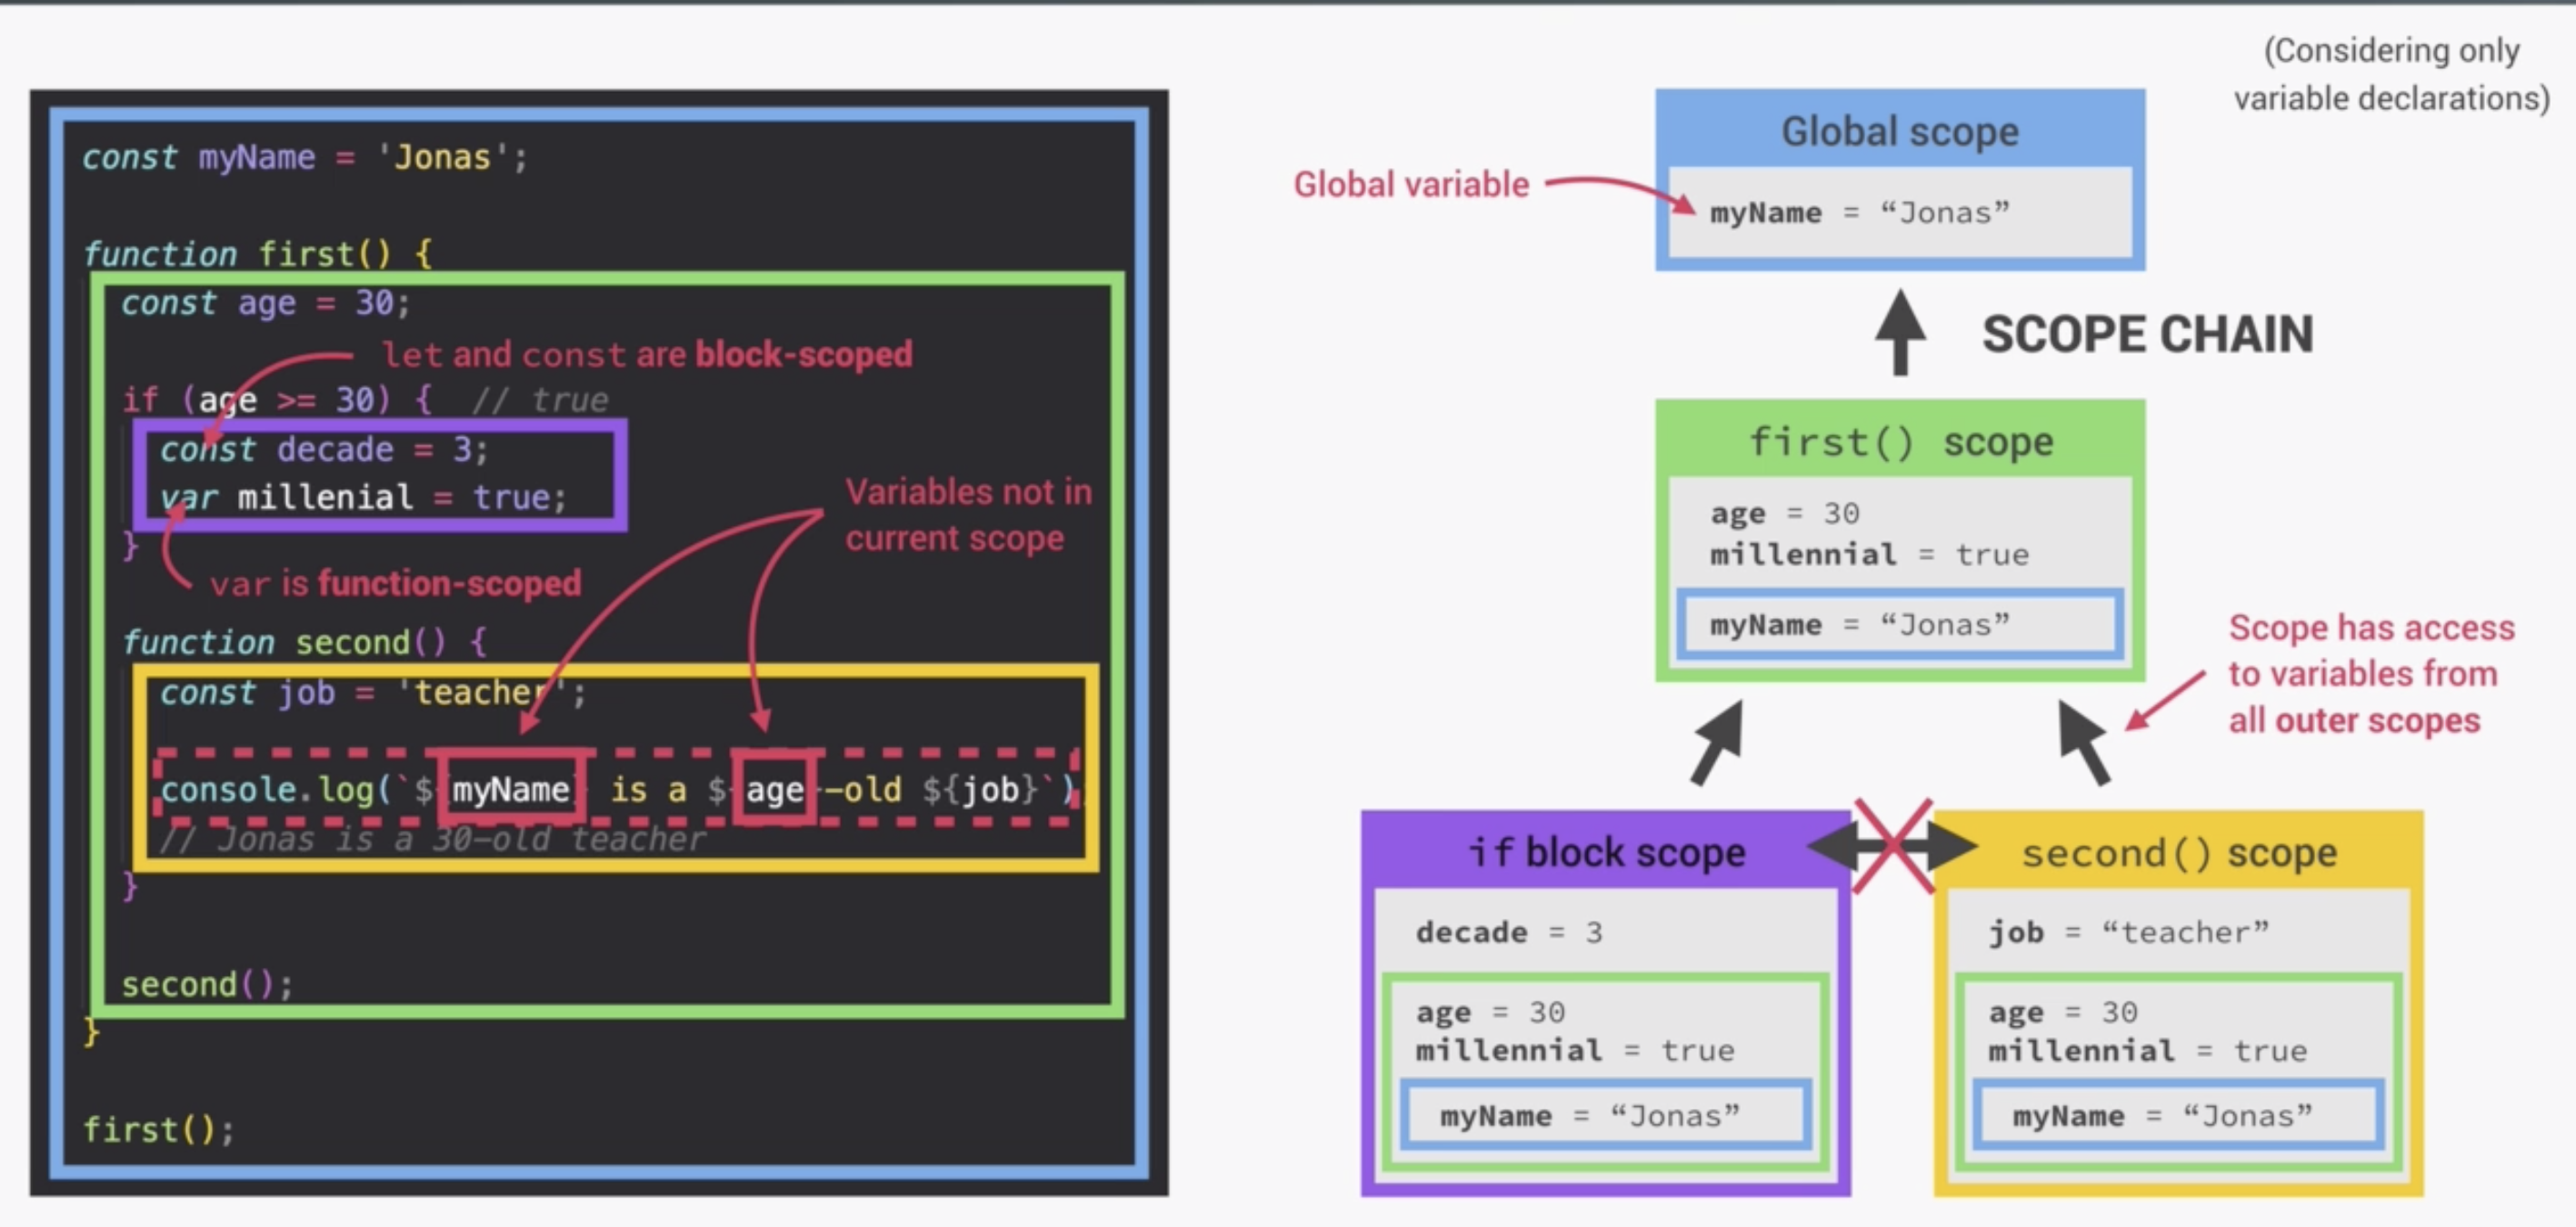 const myName = 'Jonas';
function first() {
const age = 30;
let and const are block-scoped
if (age >= 30) { // true
const decade = 3;
var millenial = true;
}
var is function-scoped
Variables not in
current scope
function second() {
const job = 'teacher';
console.log(`${myName} is a ${age}-old ${job}`)
// Jonas is a 30-old teacher
}
second();
}
first();
(Considering only
variable declarations)
Global scope
Global variable
myName = “Jonas”
SCOPE CHAIN
first() scope
age = 30
millennial = true
myName = “Jonas”
Scope has access
to variables from
all outer scopes
if block scope
decade = 3
age = 30
millennial = true
myName = “Jonas”
second() scope
job = “teacher”
age = 30
millennial = true
myName = “Jonas”